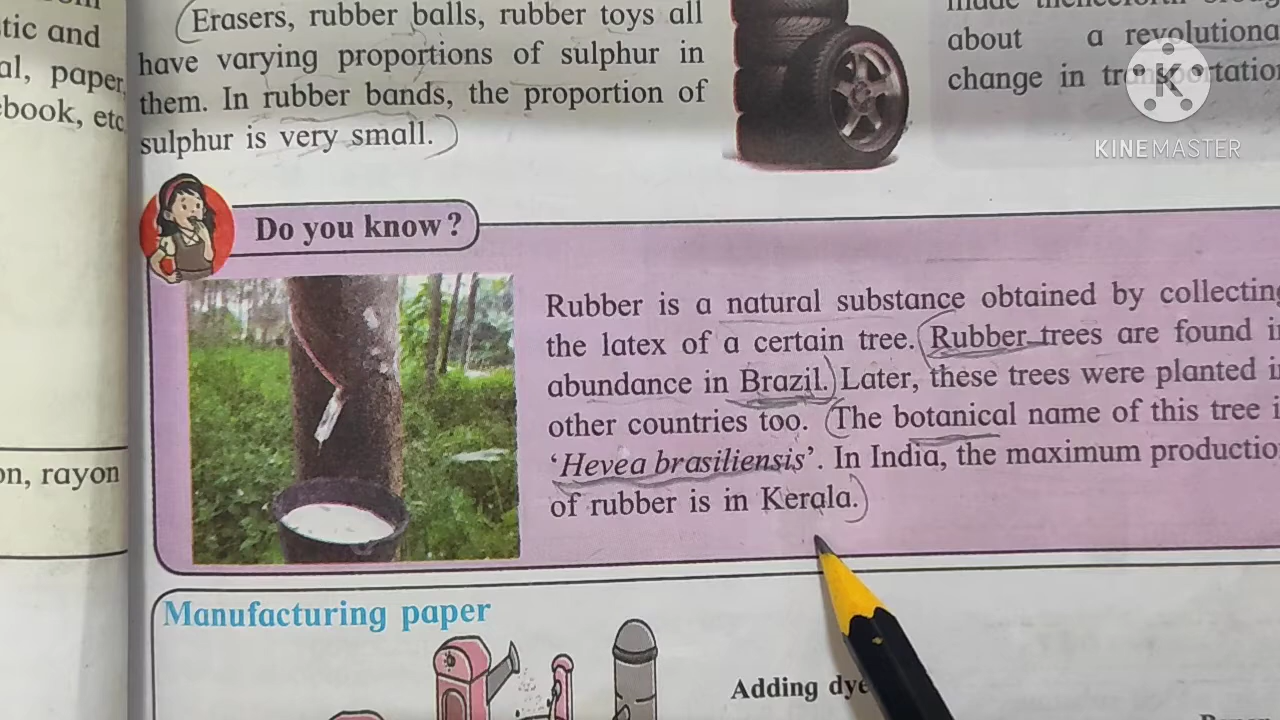 tic and
al, paper,
book, etc
on, rayon
Erasers, rubber balls, rubber toys all
have varying proportions of sulphur in
them. In rubber bands, the proportion of
sulphur is very small.
about a revolutiona
change in transportation
KINEMASTER
Do you know?
Rubber is a natural substance obtained by collecting
the latex of a certain tree. Rubber trees are found in
abundance in Brazil. Later, these trees were planted in
other countries too. The botanical name of this tree is
‘Hevea brasiliensis’. In India, the maximum productio
of rubber is in Kerala.
Manufacturing paper
Adding dye